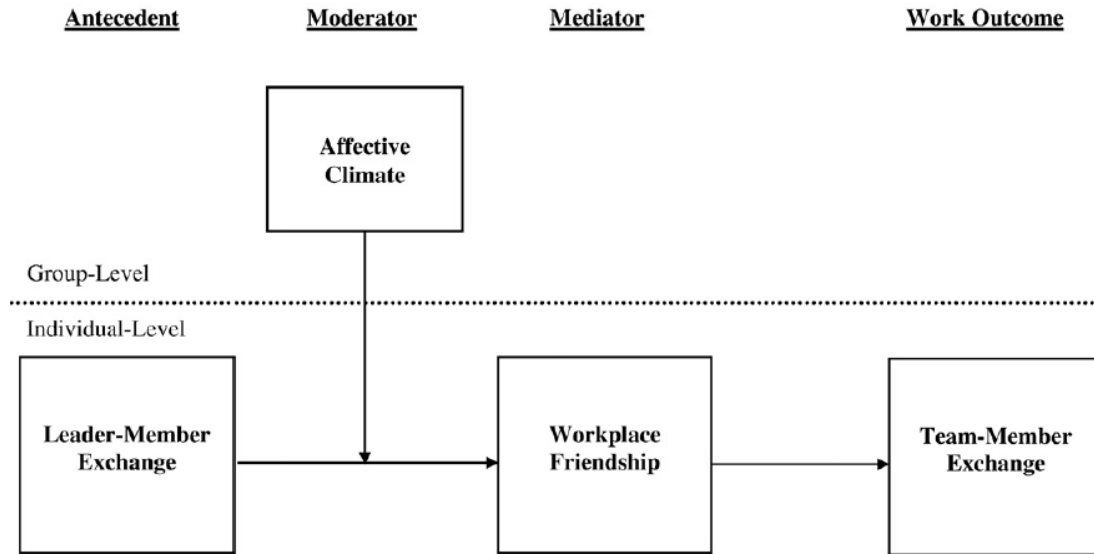 Antecedent Moderator Mediator Work Outcome
Affective
Climate
Group-Level
Individual-Level
Leader-Member
Exchange
Workplace
Friendship
Team-Member
Exchange